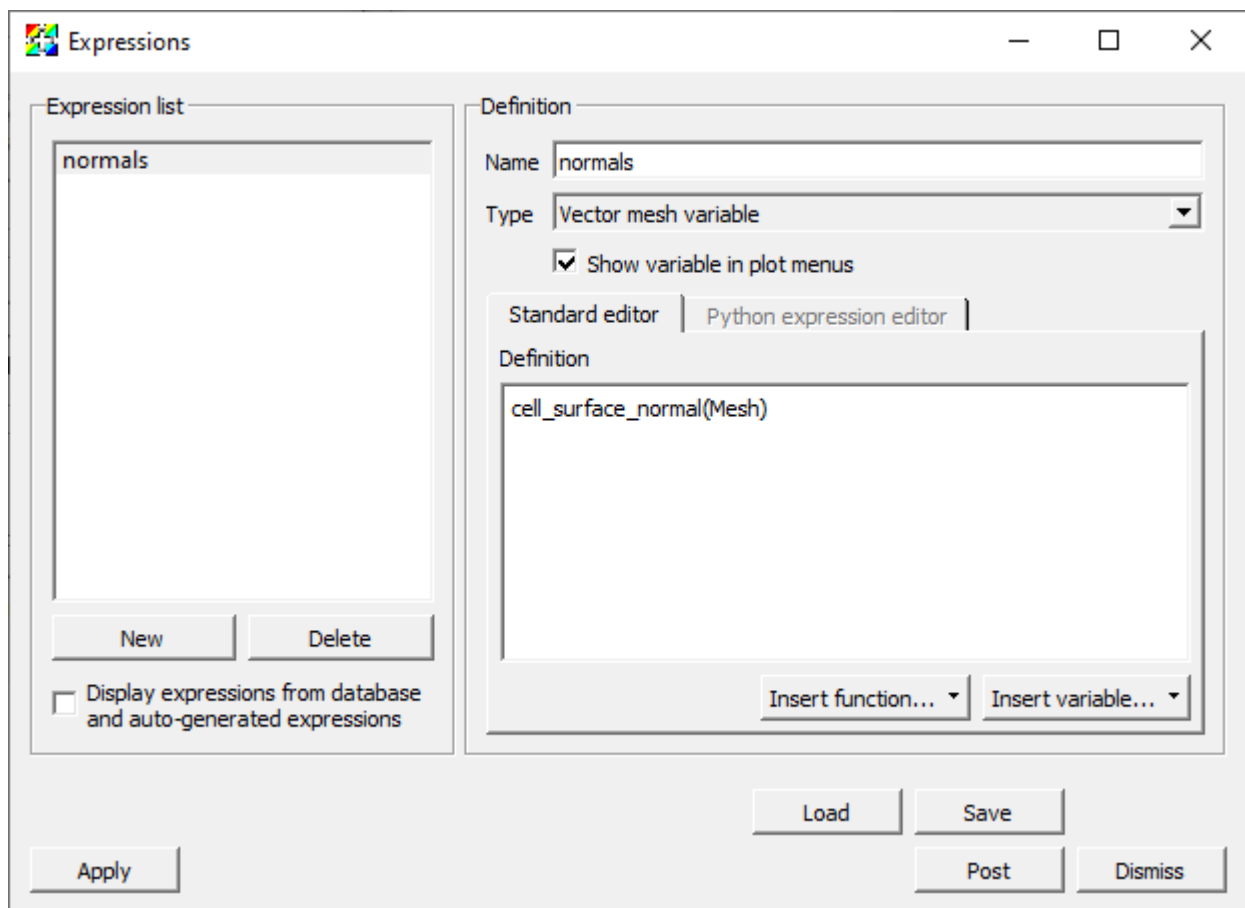 Expressions
Expression list
normals
New
Delete
Display expressions from database
and auto-generated expressions
Definition
Name
normals
Type
Vector mesh variable
Show variable in plot menus
Standard editor
Python expression editor
Definition
cell_surface_normal(Mesh)
Insert function...
Insert variable...
Load
Save
Apply
Post
Dismiss